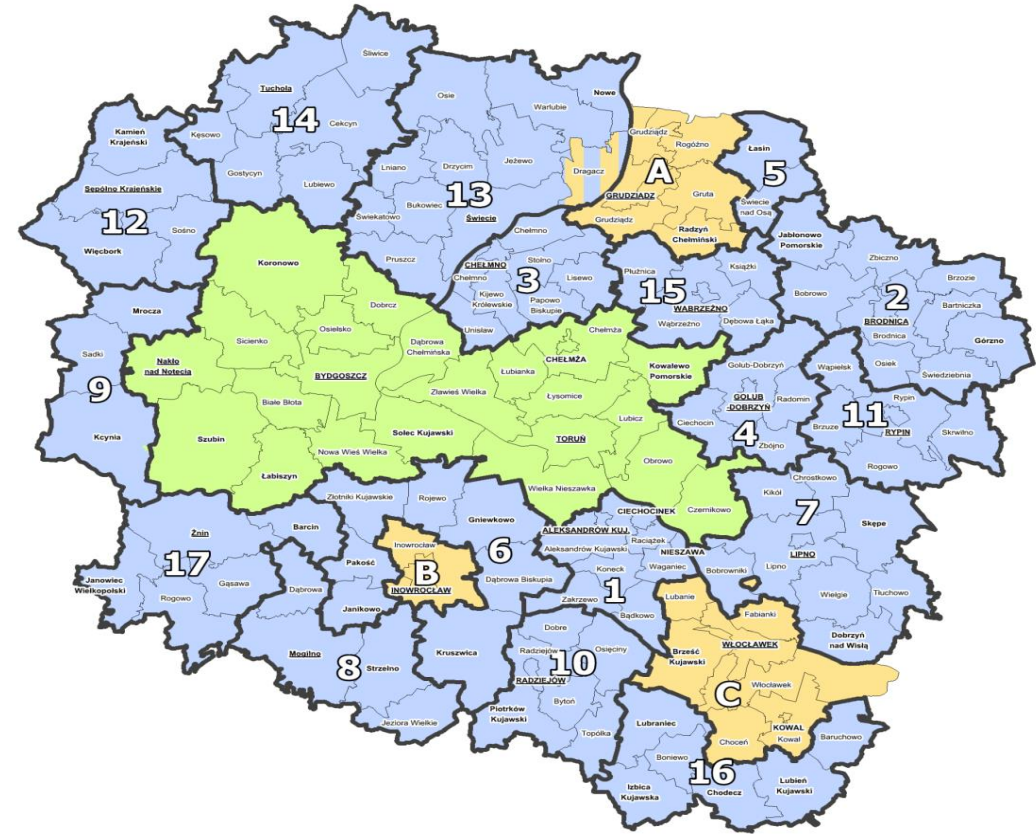 Śliwice
Tuchola
14
Cekcyn
Kęsowo
Gostycyn
Lubiewo
Kamień
Krajeński
Sępólno Krajeńskie
12
Sośno
Więcbork
Osie
Warlubie
Nowe
Lniano
Drzycim
Jeżewo
Dragacz
Bukowiec
13
Świecie
Świekatowo
Pruszcz
Grudziądz
Rogóźno
A
GRUDZIĄDZ
Gruta
Grudziądz
Radzyń
Chełmiński
Łasin
5
Świecie
nad Osą
Chełmno
CHEŁMNO
Stolno
Chełmno
3
Lisewo
Kijewo
Królewskie
Papowo
Biskupie
Unisław
Płużnica
Książki
15
WĄBRZEŹNO
Wąbrzeźno
Dębowa Łąka
Jabłonowo
Pomorskie
Zbiczno
Brzozie
Bobrowo
2
Bartniczka
BRODNICA
Brodnica
Górzno
Osiek
Świedziebnia
Mrocza
Sadki
Nakło
nad Notecią
9
Kcynia
Koronowo
Dobrcz
Osielsko
Sicienko
Dąbrowa
Chełmińska
BYDGOSZCZ
Białe Błota
Szubin
Solec Kujawski
Nowa Wieś Wielka
Łabiszyn
Chełmża
CHEŁMŻA
Łubianka
Kowalewo
Pomorskie
Zławieś Wielka
Łysomice
Lubicz
TORUŃ
Obrowo
Wielka Nieszawka
Czernikowo
Golub-Dobrzyń
GOLUB
-DOBRZYŃ
Radomin
Ciechocin
4
Zbójno
Wąpielsk
Rypin
11
Brzuze
RYPIN
Skrwilno
Rogowo
Chrostkowo
Kikół
7
Skępe
LIPNO
Bobrowniki
Lipno
Wielgie
Tłuchowo
Dobrzyń
nad Wisłą
Żnin
Barcin
17
Janowiec
Wielkopolski
Gąsawa
Rogowo
Złotniki Kujawskie
Rojewo
Gniewkowo
Inowrocław
6
B
Pakość
INOWROCŁAW
Dąbrowa Biskupia
Janikowo
Kruszwica
Dąbrowa
Mogilno
8
Strzelno
Jeziora Wielkie
CIECHOCINEK
ALEKSANDRÓW KUJ.
Raciążek
Aleksandrów Kujawski
NIESZAWA
Koneck
Waganiec
1
Zakrzewo
Bądkowo
Dobre
Radziejów
Osięciny
10
RADZIEJÓW
Bytoń
Piotrków
Kujawski
Topólka
Lubanie
Fabianki
WŁOCŁAWEK
Brześć
Kujawski
Włocławek
C
KOWAL
Kowal
Choceń
Lubraniec
Boniewo
16
Baruchowo
Izbica
Kujawska
Chodecz
Lubień
Kujawski